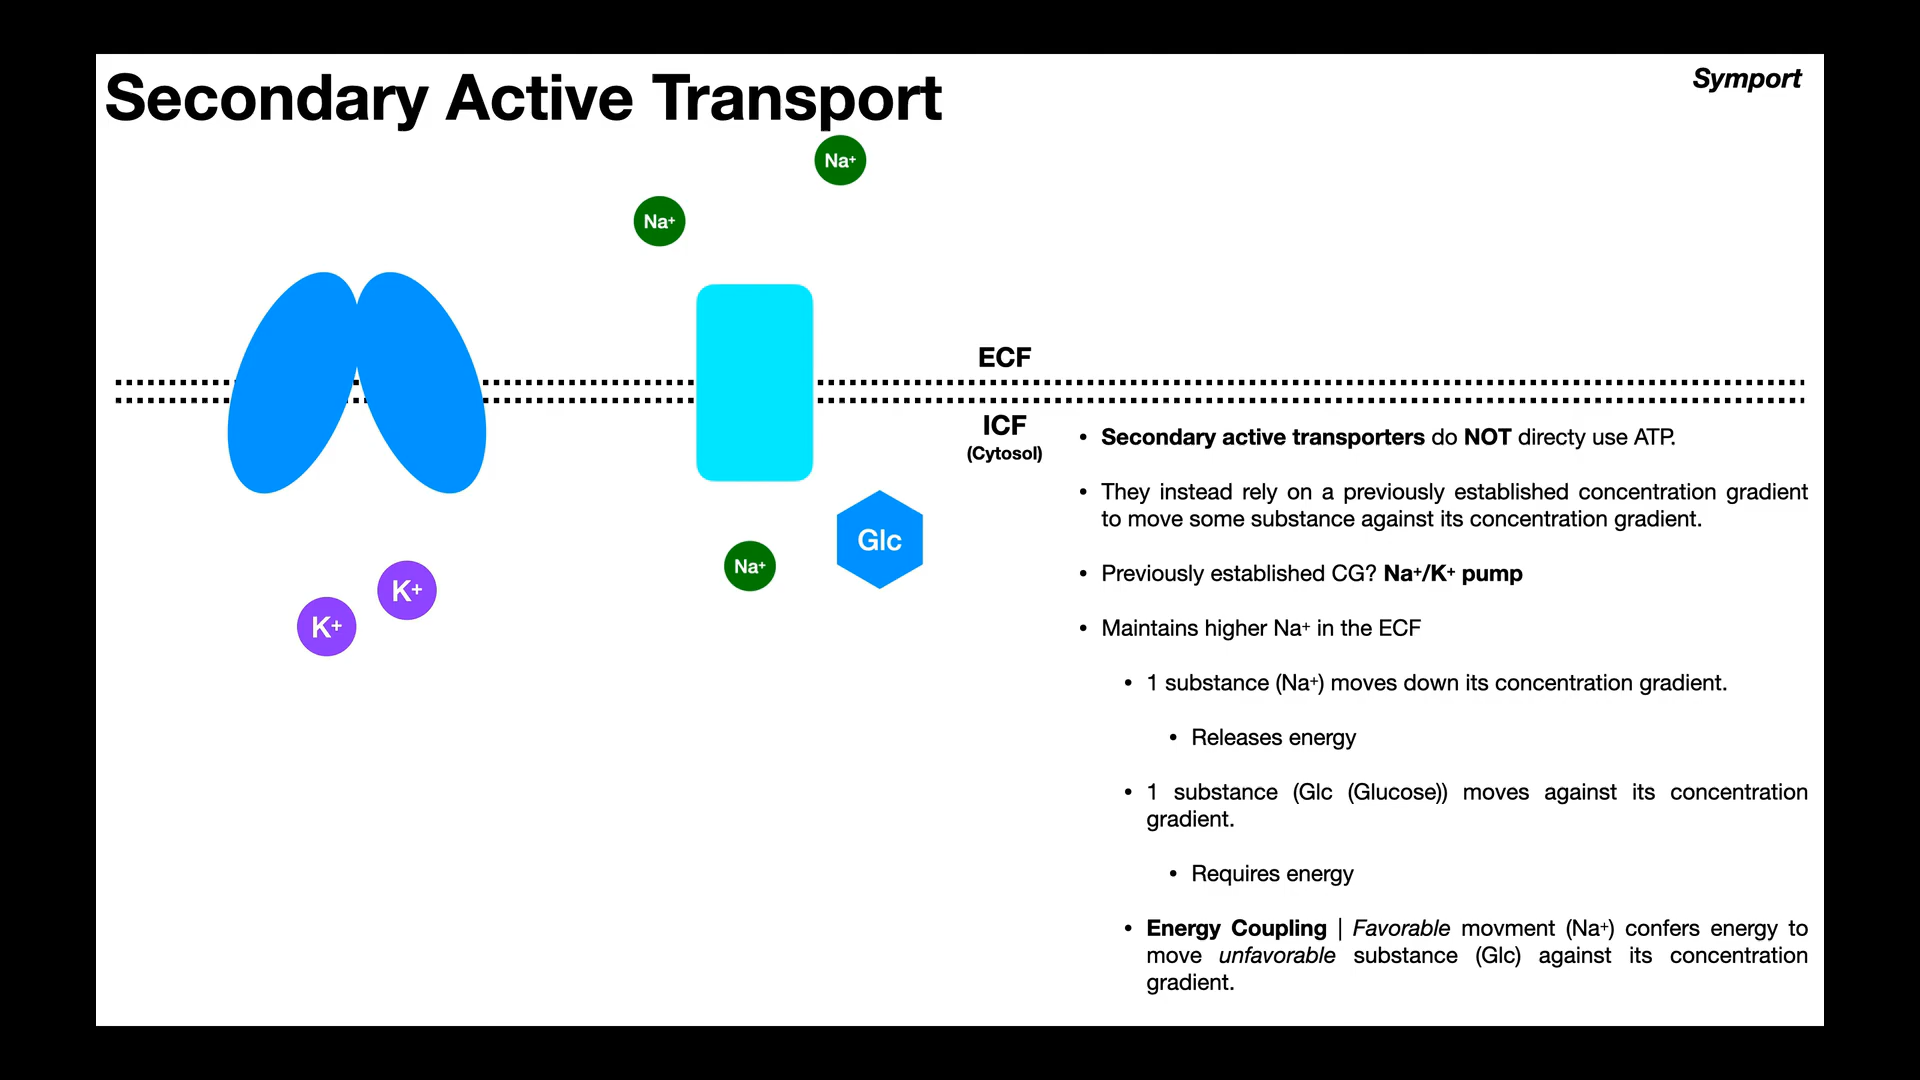 Secondary Active Transport
Symport
Na⁺
Na⁺
ECF
ICF
(Cytosol)
Glc
Na⁺
K⁺
K⁺
• Secondary active transporters do NOT directy use ATP.
• They instead rely on a previously established concentration gradient
to move some substance against its concentration gradient.
• Previously established CG? Na⁺/K⁺ pump
• Maintains higher Na⁺ in the ECF
• 1 substance (Na⁺) moves down its concentration gradient.
• Releases energy
• 1 substance (Glc (Glucose)) moves against its concentration
gradient.
• Requires energy
• Energy Coupling | Favorable movment (Na⁺) confers energy to
move unfavorable substance (Glc) against its concentration
gradient.